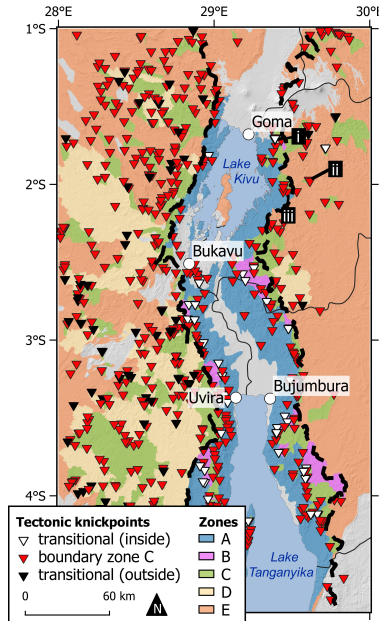 28°
29°
30°
1°S
Goma
i
Lake
Kivu
ii
2°S
iii
Bukavu
3°S
Uvira
Bujumbura
4°S
Tectonic knickpoints
transitional (inside)
boundary zone C
transitional (outside)
0
60 km
N
Zones
A
B
C
D
E
Lake
Tanganyika